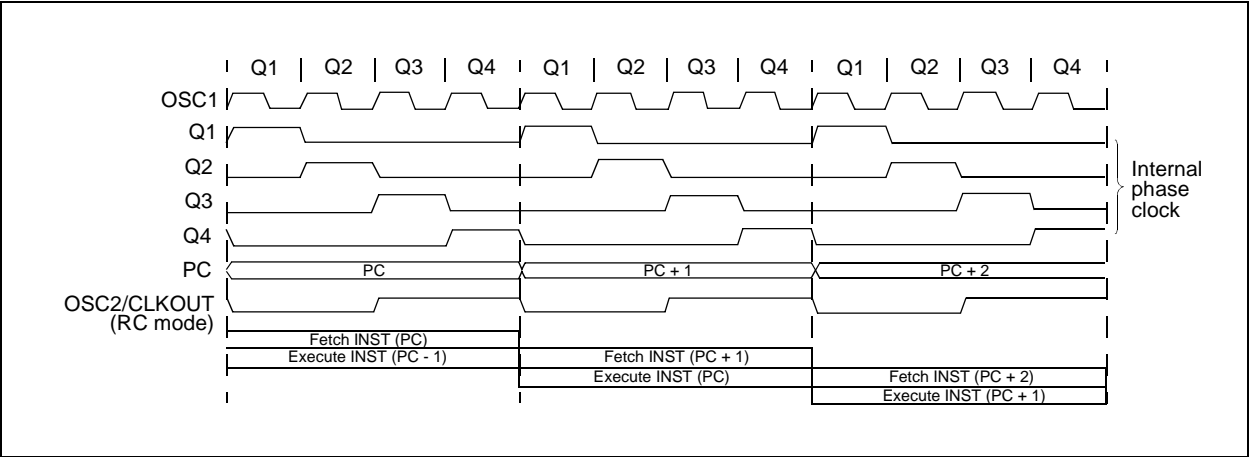 Q1 Q2 Q3 Q4 Q1 Q2 Q3 Q4 Q1 Q2 Q3 Q4
OSC1
Q1
Q2
Q3
Q4
Internal
phase
clock
PC PC PC + 1 PC + 2
OSC2/CLKOUT
(RC mode)
Fetch INST (PC)
Execute INST (PC - 1) Fetch INST (PC + 1)
Execute INST (PC) Fetch INST (PC + 2)
Execute INST (PC + 1)